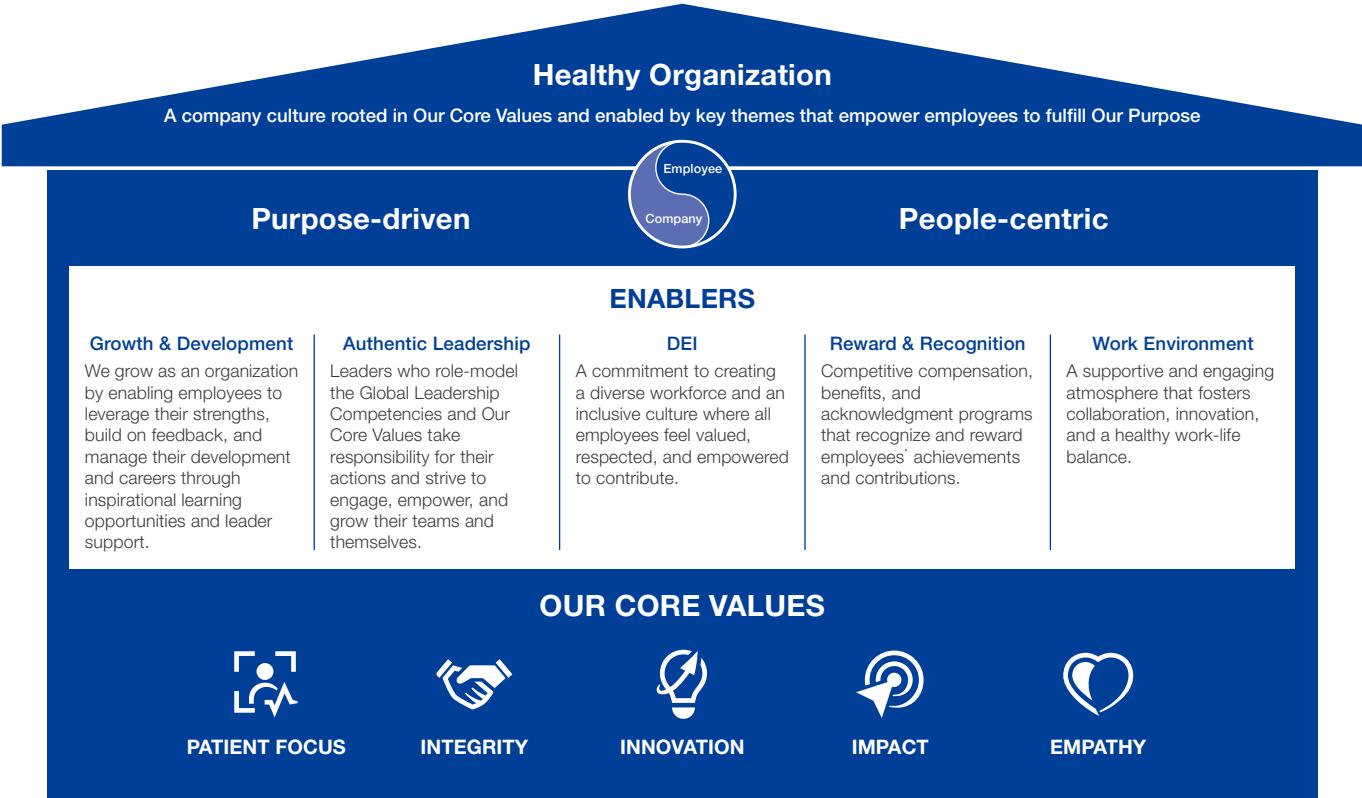 Healthy Organization
A company culture rooted in Our Core Values and enabled by key themes that empower employees to fulfill Our Purpose
Employee
Company
Purpose-driven
People-centric
ENABLERS
Growth & Development
We grow as an organization
by enabling employees to
leverage their strengths,
build on feedback, and
manage their development
and careers through
inspirational learning
opportunities and leader
support.
Authentic Leadership
Leaders who role-model
the Global Leadership
Competencies and Our
Core Values take
responsibility for their
actions and strive to
engage, empower, and
grow their teams and
themselves.
DEI
A commitment to creating
a diverse workforce and an
inclusive culture where all
employees feel valued,
respected, and empowered
to contribute.
Reward & Recognition
Competitive compensation,
benefits, and
acknowledgment programs
that recognize and reward
employees' achievements
and contributions.
Work Environment
A supportive and engaging
atmosphere that fosters
collaboration, innovation,
and a healthy work-life
balance.
OUR CORE VALUES
PATIENT FOCUS
INTEGRITY
INNOVATION
IMPACT
EMPATHY